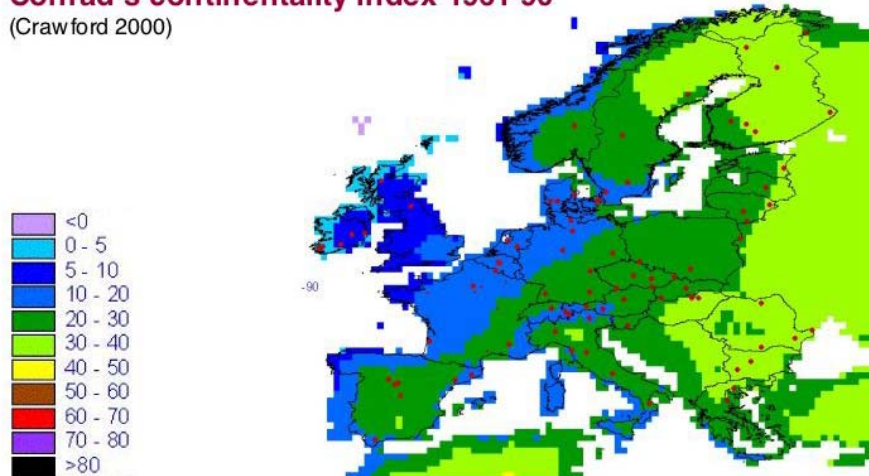 Conrad's continentality index 1961-90
(Crawford 2000)
<0
0 - 5
5 - 10
10 - 20
20 - 30
30 - 40
40 - 50
50 - 60
60 - 70
70 - 80
>80
-90